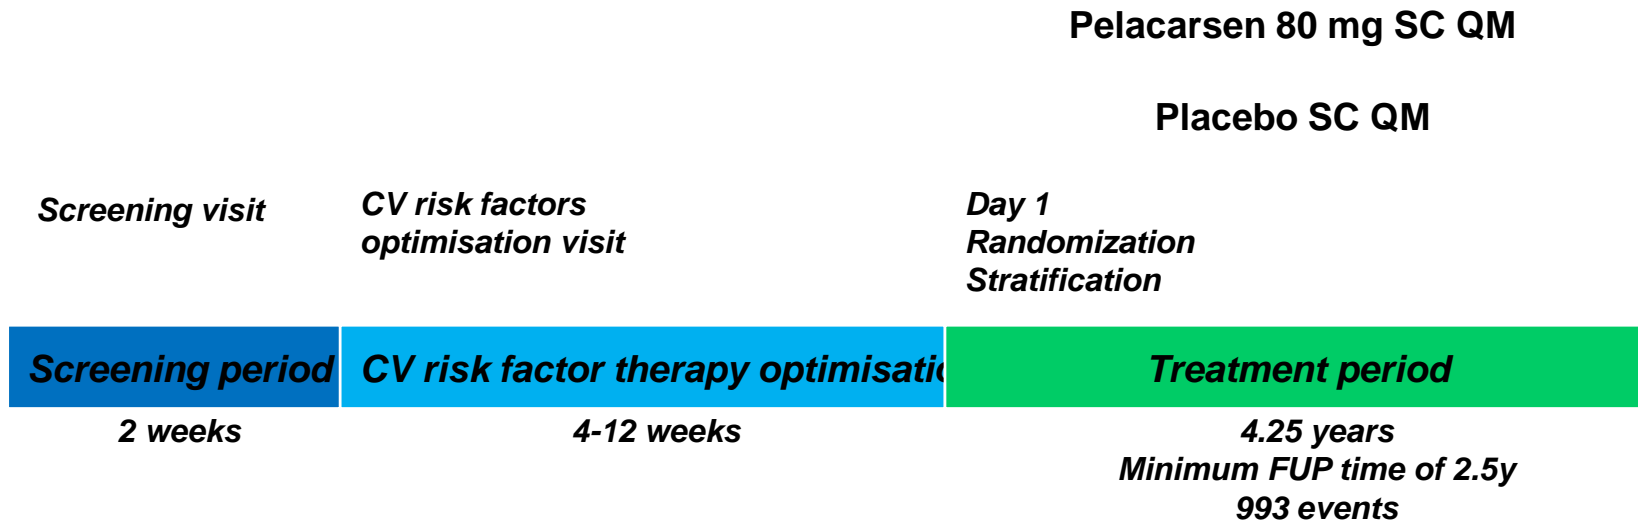 Pelacarsen 80 mg SC QM
Placebo SC QM
Screening visit
CV risk factors
optimisation visit
Day 1
Randomization
Stratification
Screening period
CV risk factor therapy optimisatio
Treatment period
2 weeks
4-12 weeks
4.25 years
Minimum FUP time of 2.5y
993 events